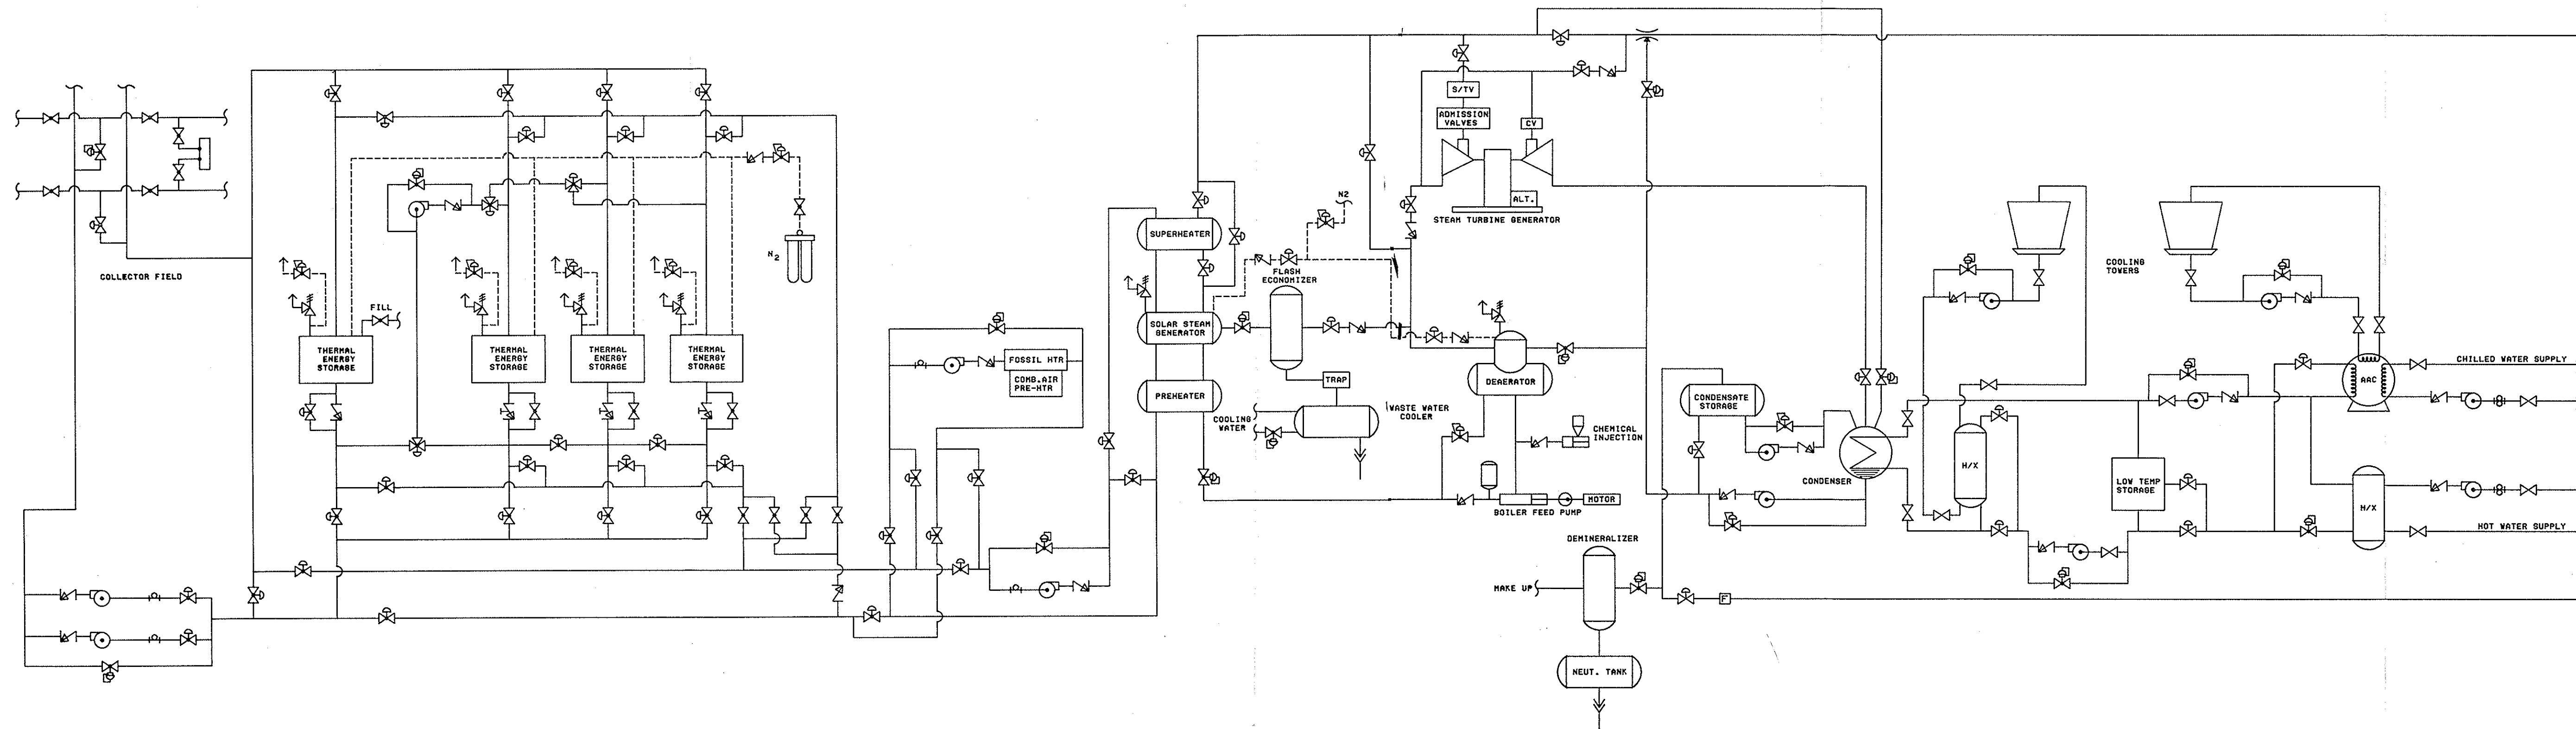 COLLECTOR FIELD
FILL
THERMAL
ENERGY
STORAGE
THERMAL
ENERGY
STORAGE
THERMAL
ENERGY
STORAGE
THERMAL
ENERGY
STORAGE
N2
FOSSIL HTR
COMB.AIR
PRE-HTR
SUPERHEATER
SOLAR STEAM
GENERATOR
PREHEATER
N2
FLASH
ECONOMIZER
TRAP
COOLING
WATER
WASTE WATER
COOLER
S/TV
ADMISSION
VALVES
CV
ALT.
STEAM TURBINE GENERATOR
DEAERATOR
CHEMICAL
INJECTION
MOTOR
BOILER FEED PUMP
DEMINERALIZER
MAKE UP
F
NEUT. TANK
CONDENSATE
STORAGE
CONDENSER
H/X
COOLING
TOWERS
LOW TEMP
STORAGE
AAC
CHILLED WATER SUPPLY
H/X
HOT WATER SUPPLY